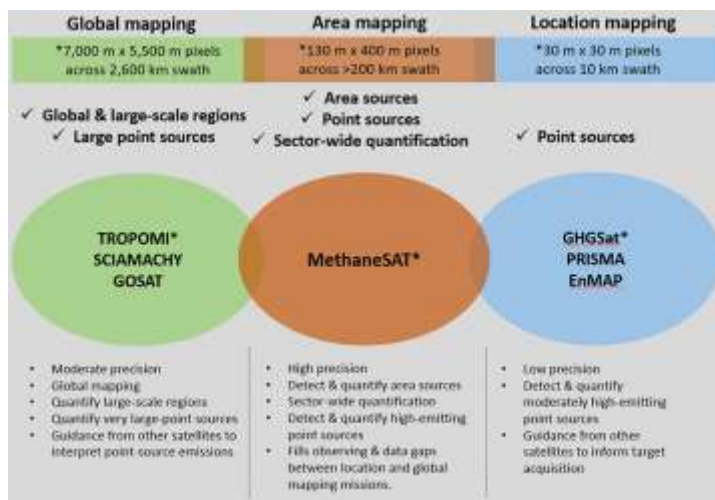 Global mapping
*7,000 m x 5,500 m pixels
across 2,600 km swath
✓ Global & large-scale regions
✓ Large point sources
TROPOMI*
SCIAMACHY
GOSAT
• Moderate precision
• Global mapping
• Quantify large-scale regions
• Quantify very large-point sources
• Guidance from other satellites to
interpret point-source emissions
Area mapping
*130 m x 400 m pixels
across >200 km swath
✓ Area sources
✓ Point sources
✓ Sector-wide quantification
MethaneSAT*
• High precision
• Detect & quantify area sources
• Sector-wide quantification
• Detect & quantify high-emitting
point sources
• Fills observing & data gaps
between location and global
mapping missions.
Location mapping
*30 m x 30 m pixels
across 10 km swath
✓ Point sources
GHGSat*
PRISMA
EnMAP
• Low precision
• Detect & quantify
moderately high-emitting
point sources
• Guidance from other
satellites to inform target
acquisition